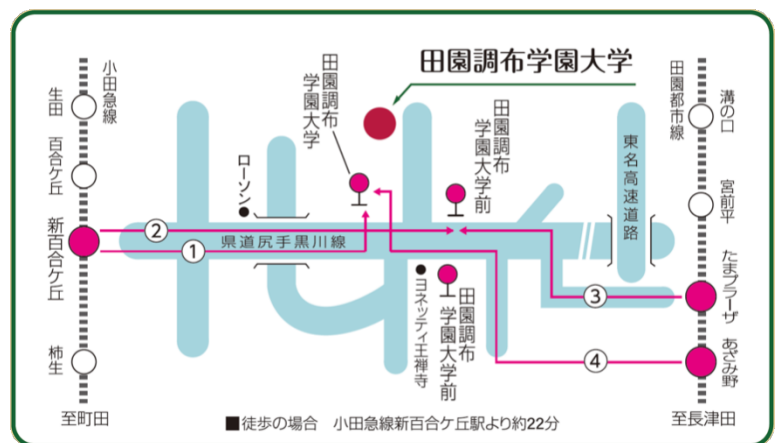 田園調布学園大学
小田急線
生田
百合ケ丘
新百合ケ丘
柿生
至町田
田園調布
学園大学
ローソン
②
①
県道尻手黒川線
田園調布
学園大学前
ヨネッティ王禅寺
田園調布
学園大学前
東名高速道路
田園都市線
溝の口
宮前平
たまプラーザ
あざみ野
③
④
至長津田
■徒歩の場合 小田急線新百合ケ丘駅より約22分